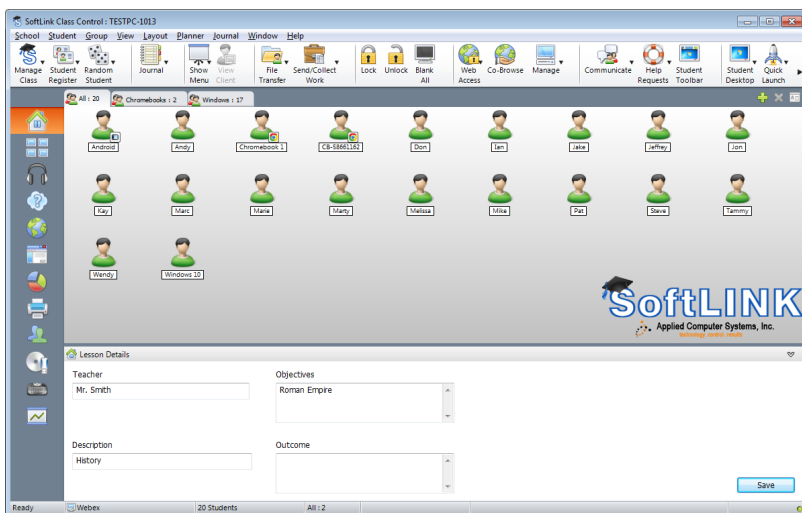 SoftLink Class Control : TESTPC-1013
School Student Group View Layout Planner Journal Window Help
Manage Class Student Register Random Student Journal Show Menu View Client File Transfer Send/Collect Work Lock Unlock Blank All Web Access Co-Browse Manage Communicate Help Requests Student Toolbar Student Desktop Quick Launch
All : 20 Chromebooks : 2 Windows : 17
Android Andy Chromebook 1 CB-S8661162 Don Ian Jake Jeffrey Jon
Kay Marc Marie Marty Melissa Mike Pat Steve Tammy
Wendy Windows 10
SoftLINK
Applied Computer Systems, Inc.
technology. control. results.
Lesson Details
Teacher Objectives
Mr. Smith Roman Empire
Description Outcome
History
Save
Ready Webex 20 Students All : 2